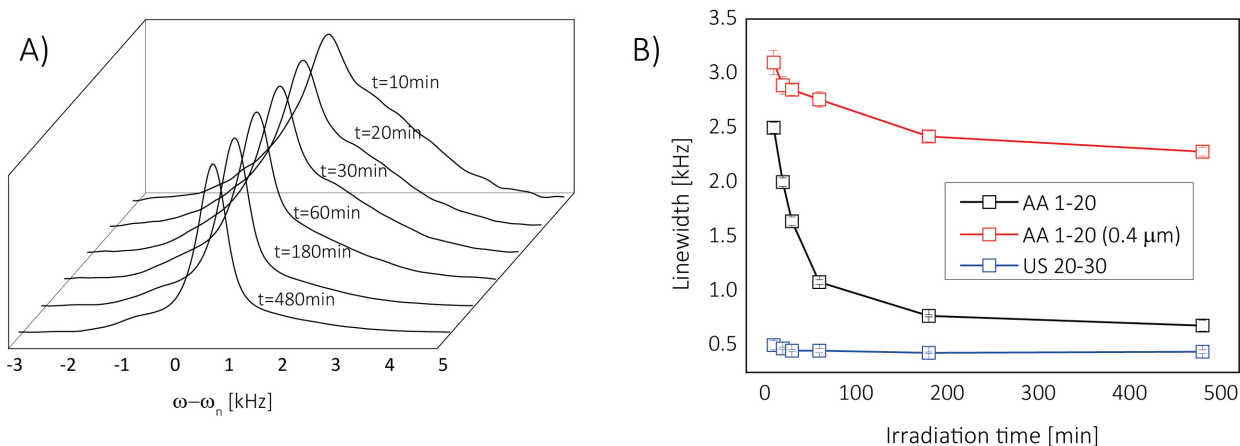 A)
t=10min
t=20min
t=30min
t=60min
t=180min
t=480min
-3 -2 -1 0 1 2 3 4 5
ω−ωn [kHz]
B)
Linewidth [kHz]
3.5
3.0
2.5
2.0
1.5
1.0
0.5
AA 1-20
AA 1-20 (0.4 μm)
US 20-30
0 100 200 300 400 500
Irradiation time [min]